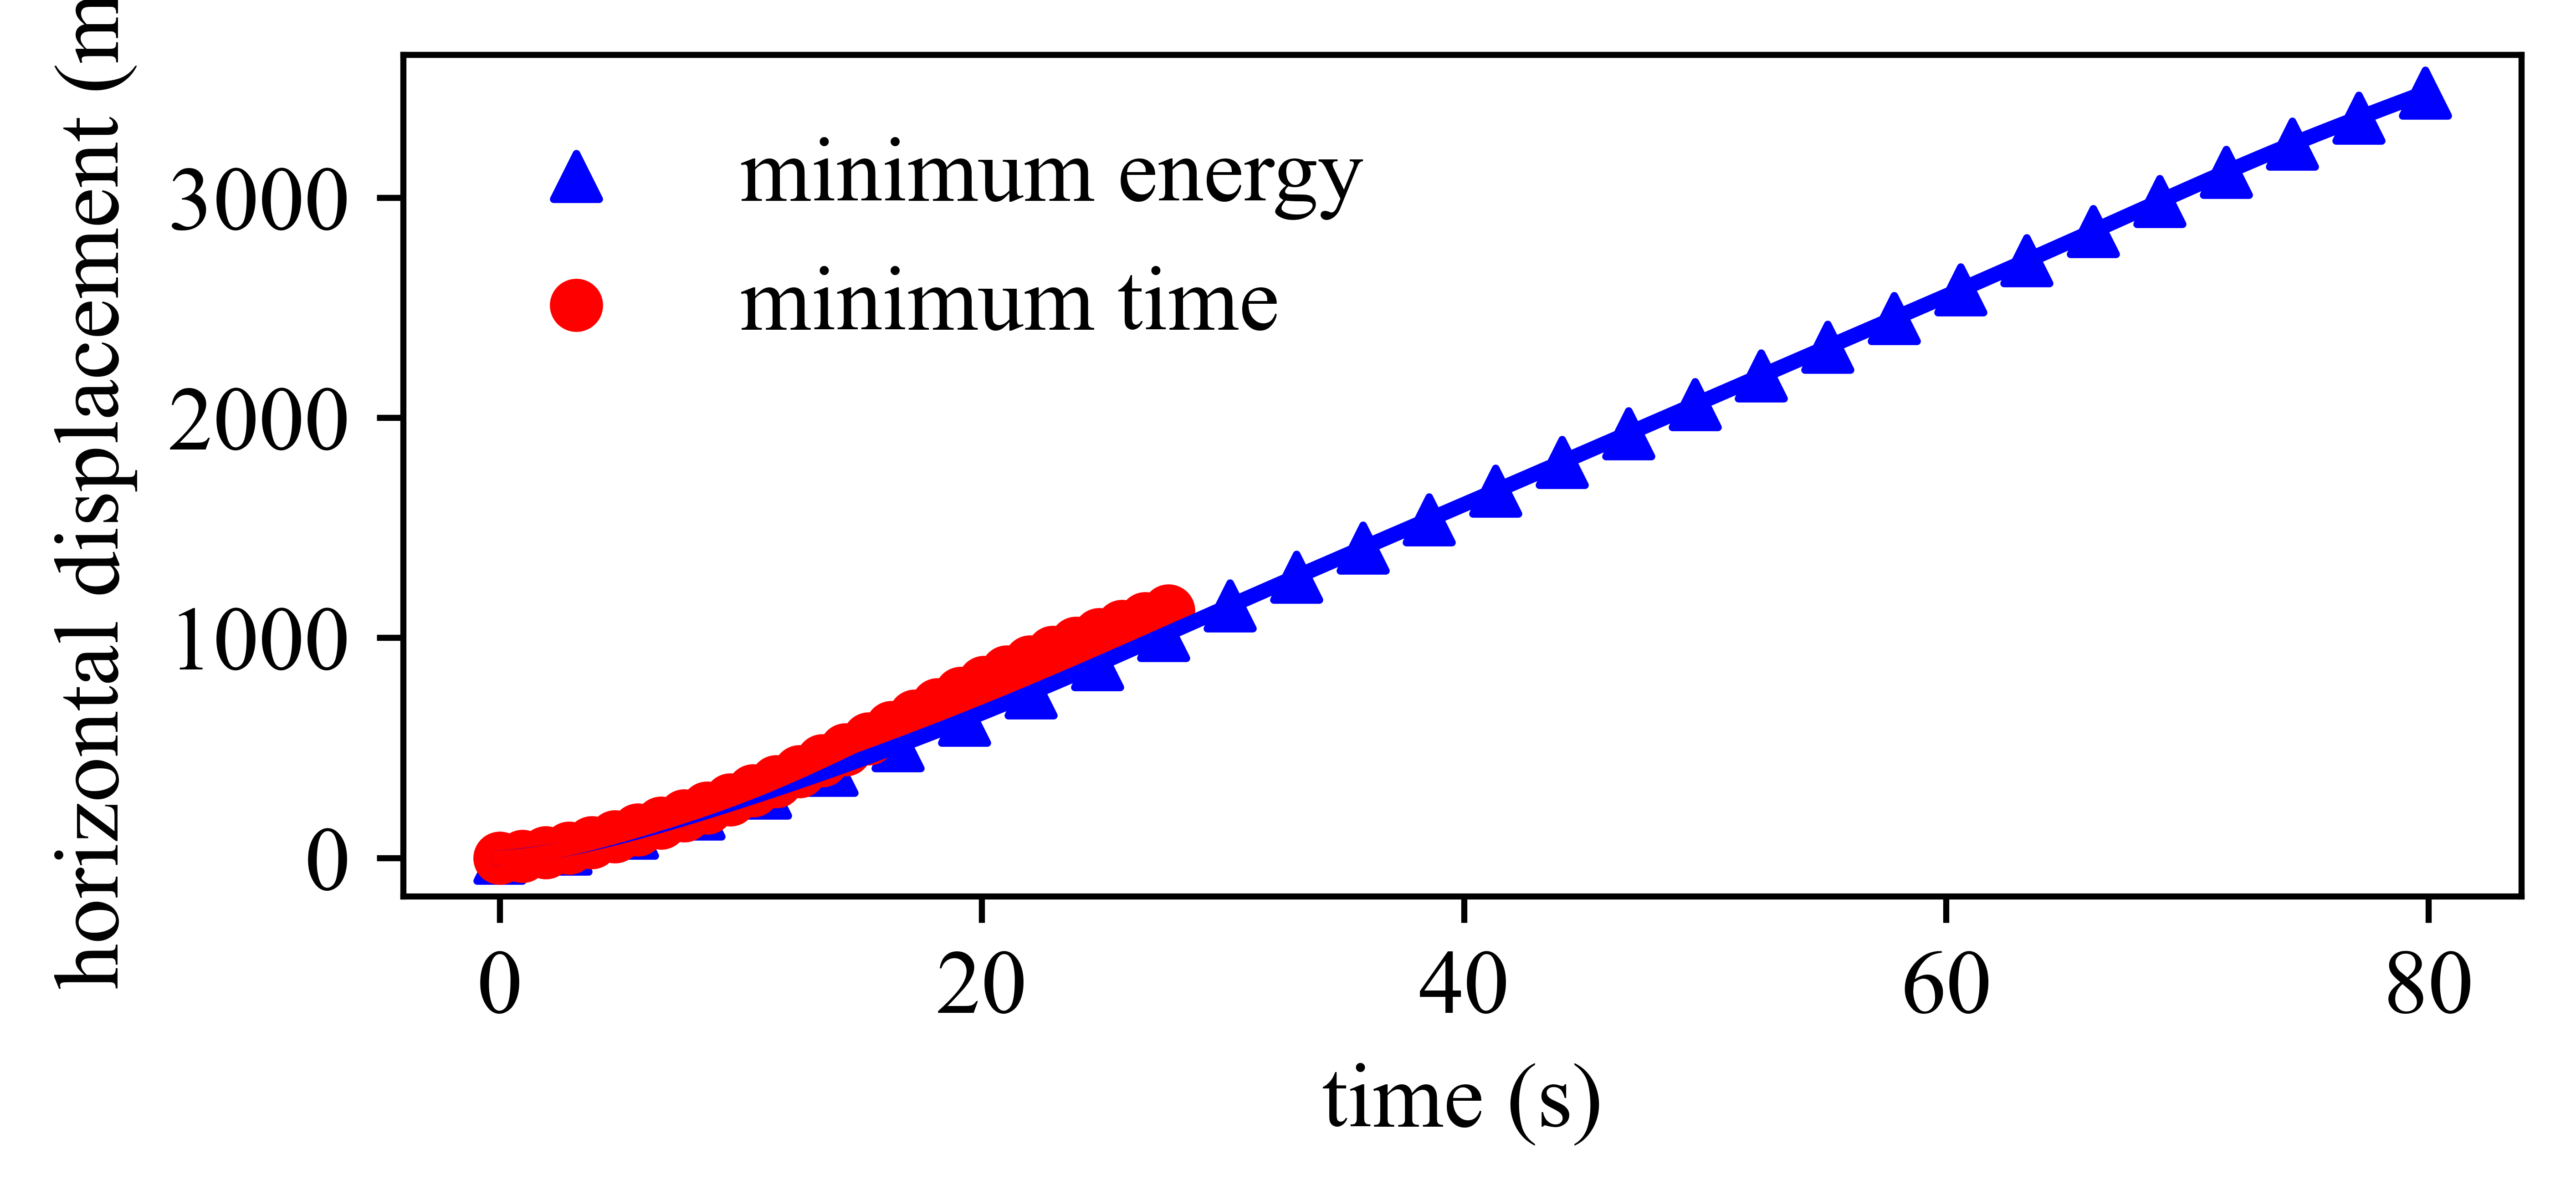 horizontal displacement (m
3000
2000
1000
0
minimum energy
minimum time
0 20 40 60 80
time (s)